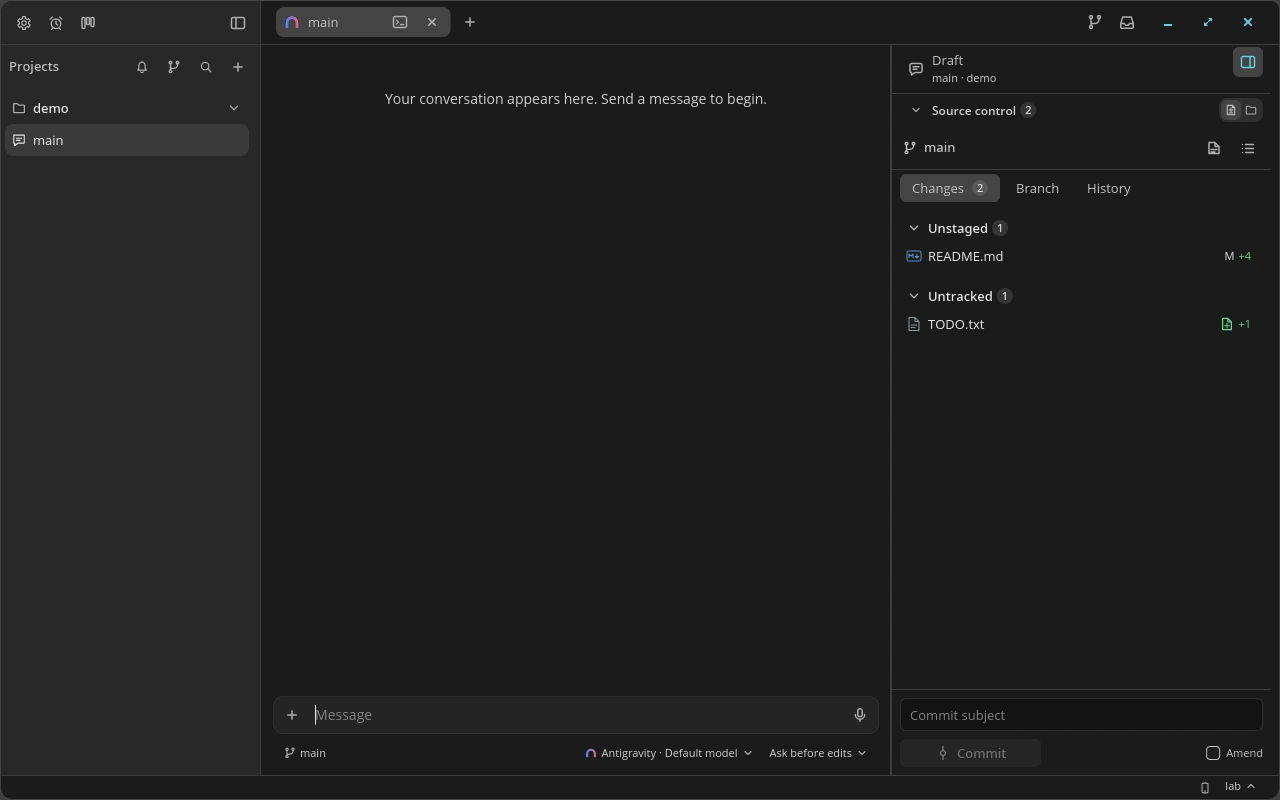 main
Projects
demo
main
Your conversation appears here. Send a message to begin.
Message
main
Antigravity · Default model
Ask before edits
Draft
main · demo
Source control 2
main
Changes 2
Branch
History
Unstaged 1
README.md
M +4
Untracked 1
TODO.txt
+1
Commit subject
Commit
Amend
lab